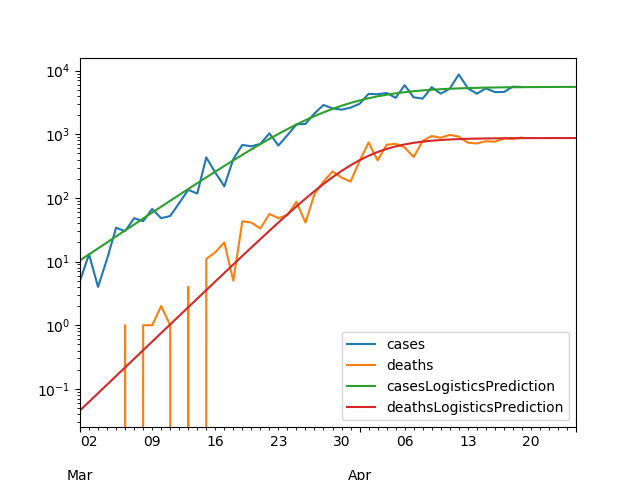 10^4
10^3
10^2
10^1
10^0
10^−1
cases
deaths
casesLogisticsPrediction
deathsLogisticsPrediction
02 09 16 23 30 06 13 20
Mar Apr